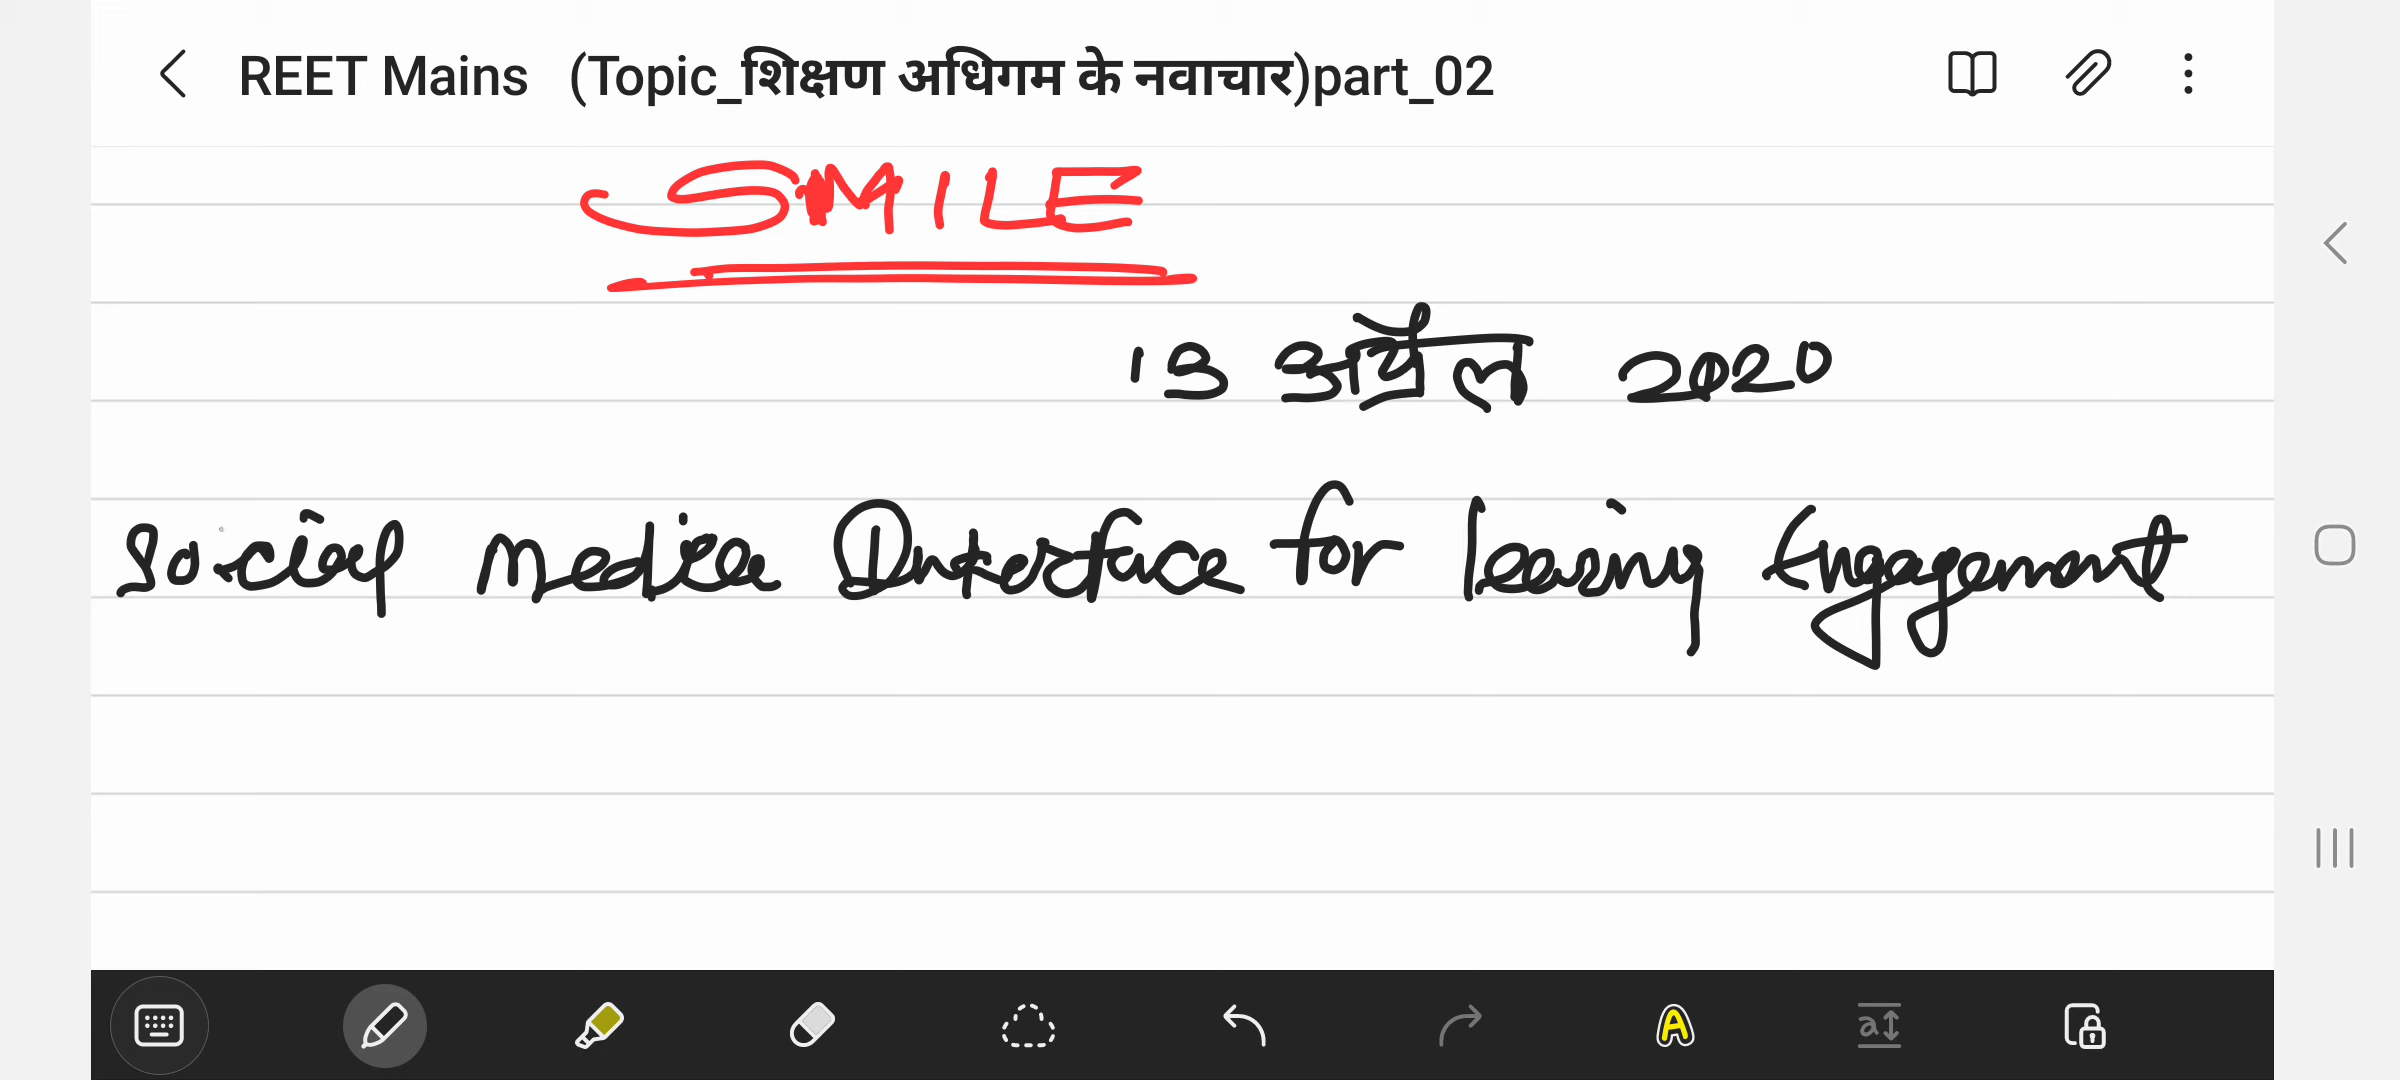 REET Mains (Topic_शिक्षण अधिगम के नवाचार)part_02
SMILE
13 अप्रैल 2020
Social Media Interface for learning Engagement